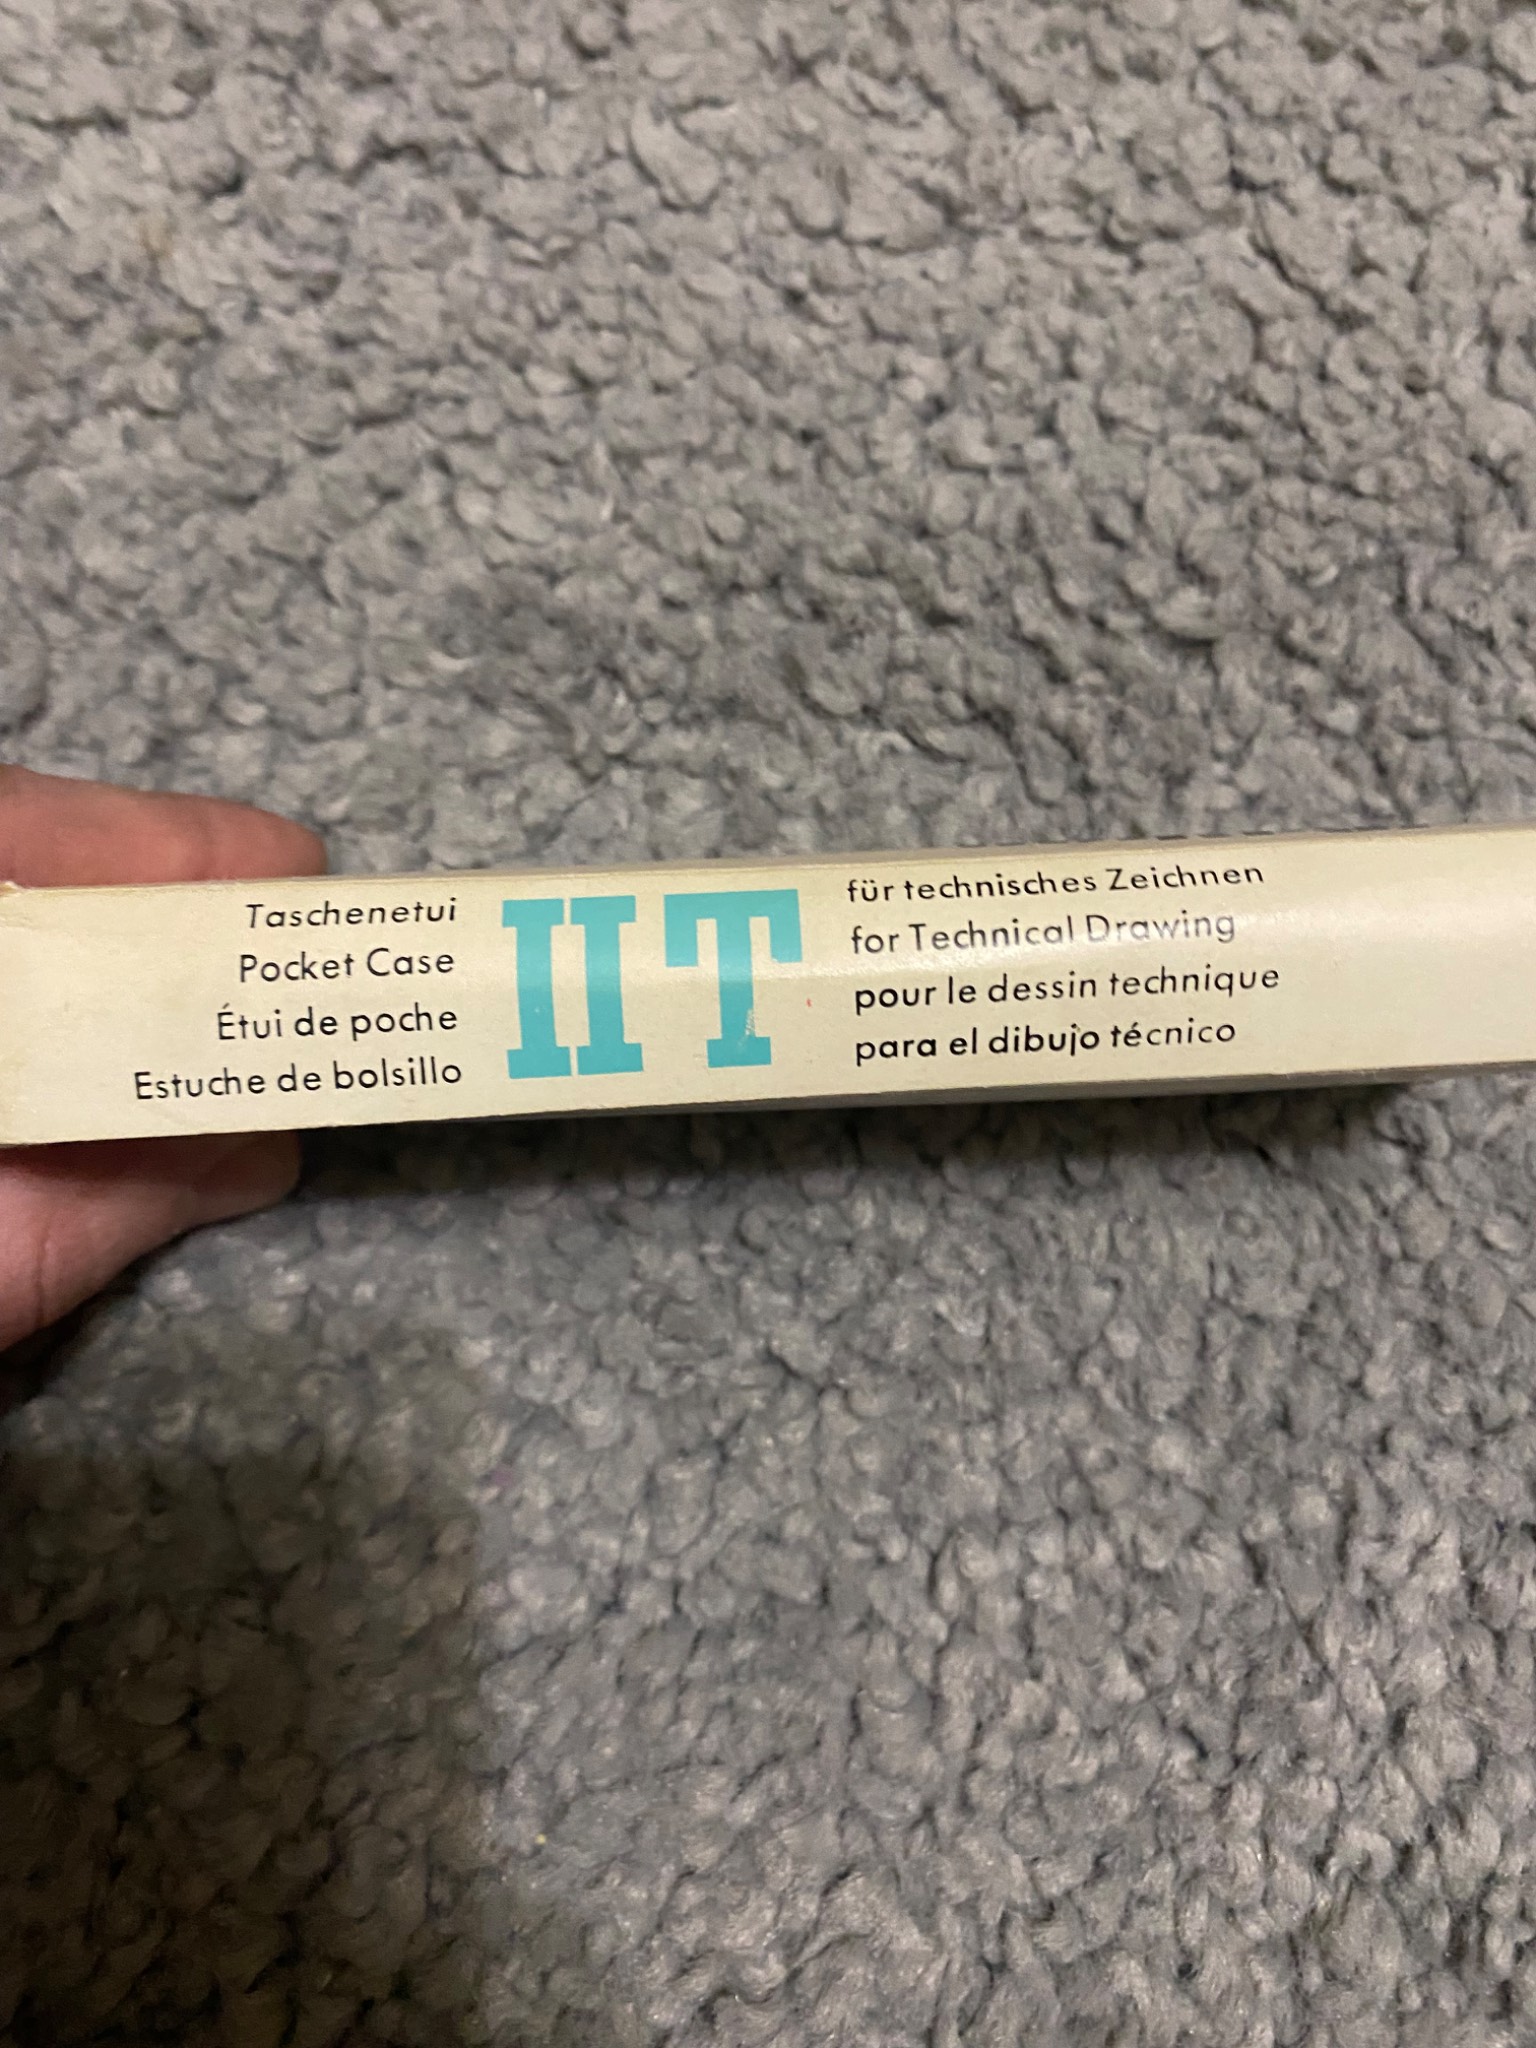 Taschenetui
Pocket Case
Étui de poche
Estuche de bolsillo
II T
für technisches Zeichnen
for Technical Drawing
pour le dessin technique
para el dibujo técnico